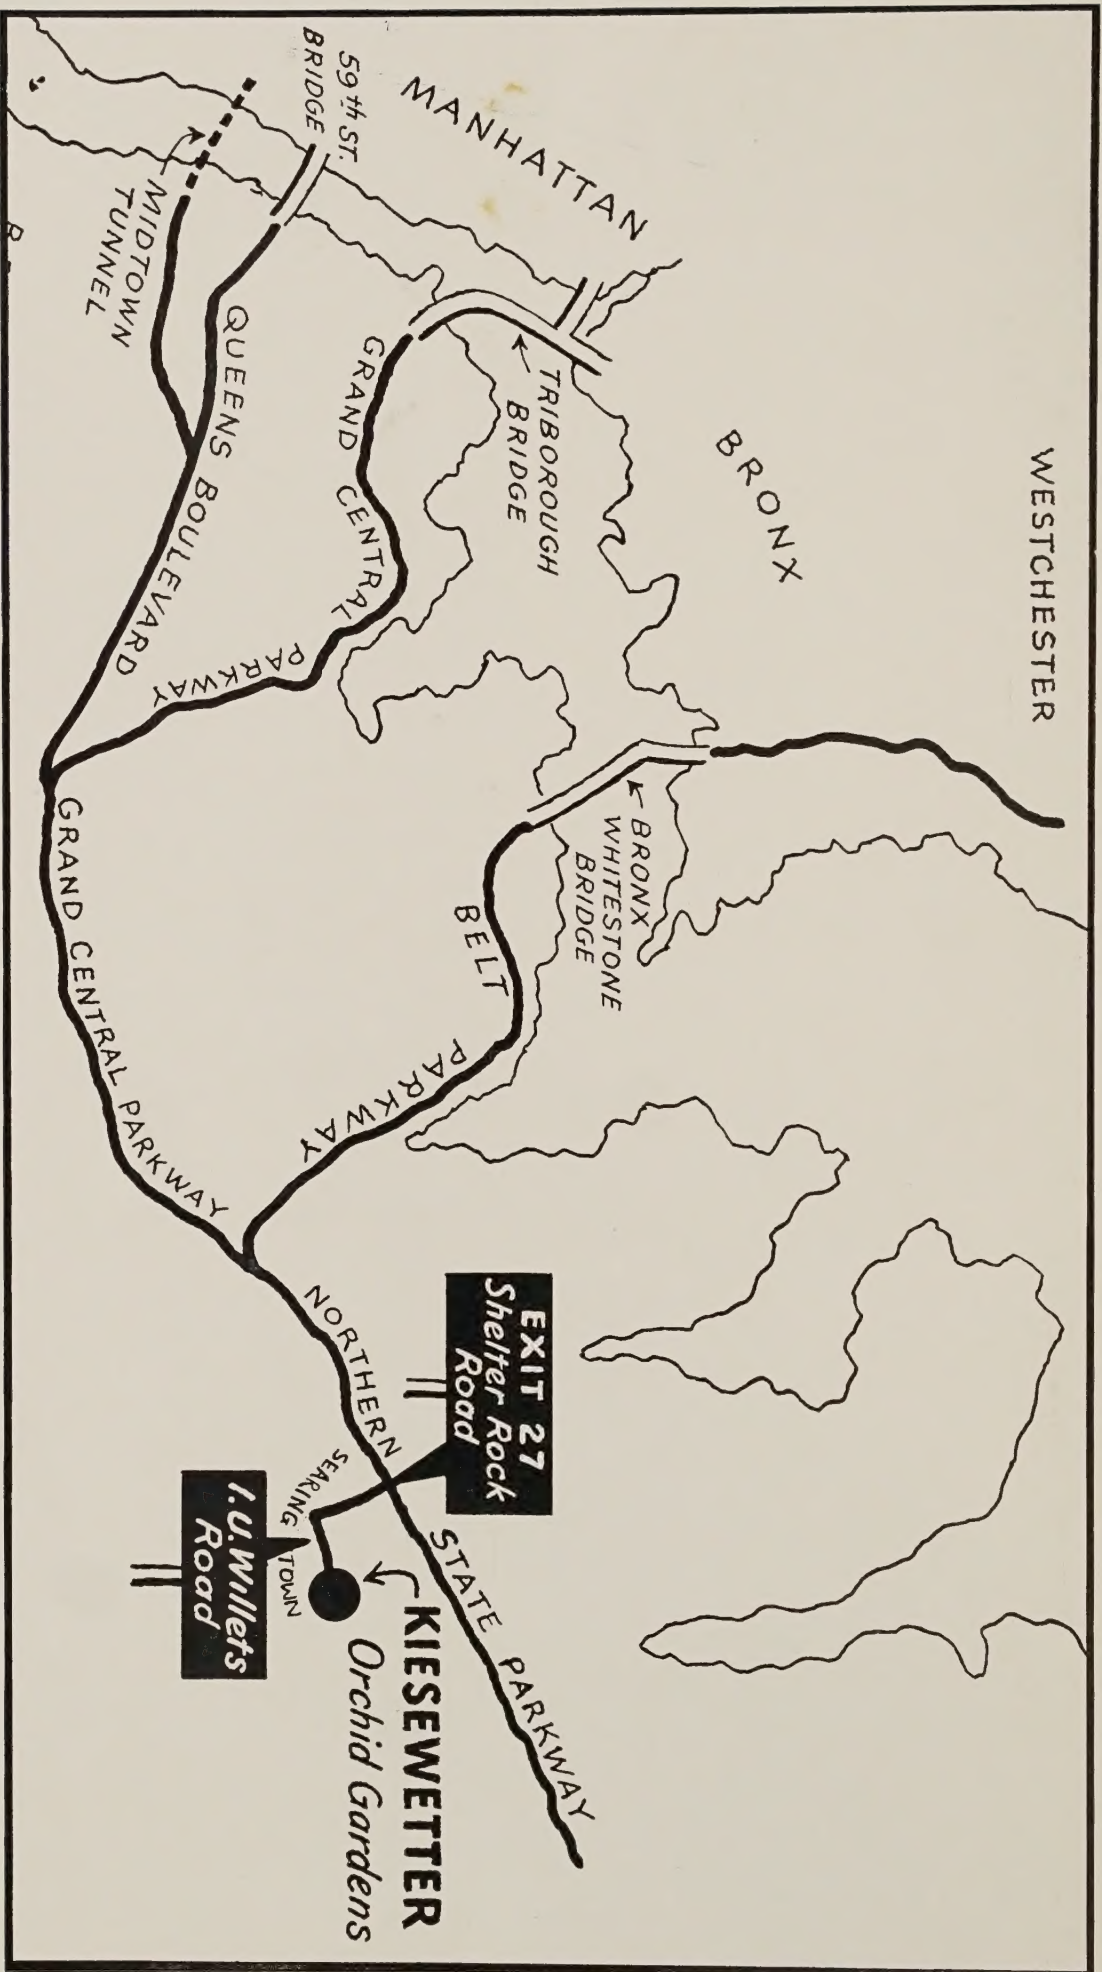 WESTCHESTER
MANHATTAN
BRONX
59th ST.
BRIDGE
TRIBOROUGH
BRIDGE
BRONX
WHITESTONE
BRIDGE
MIDTOWN
TUNNEL
QUEENS BOULEVARD
GRAND CENTRAL PARKWAY
BELT PARKWAY
GRAND CENTRAL PARKWAY
EXIT 27
Shelter Rock
Road
NORTHERN STATE PARKWAY
SEARING TOWN
KIESEWETTER
Orchid Gardens
I.U.Willets
Road